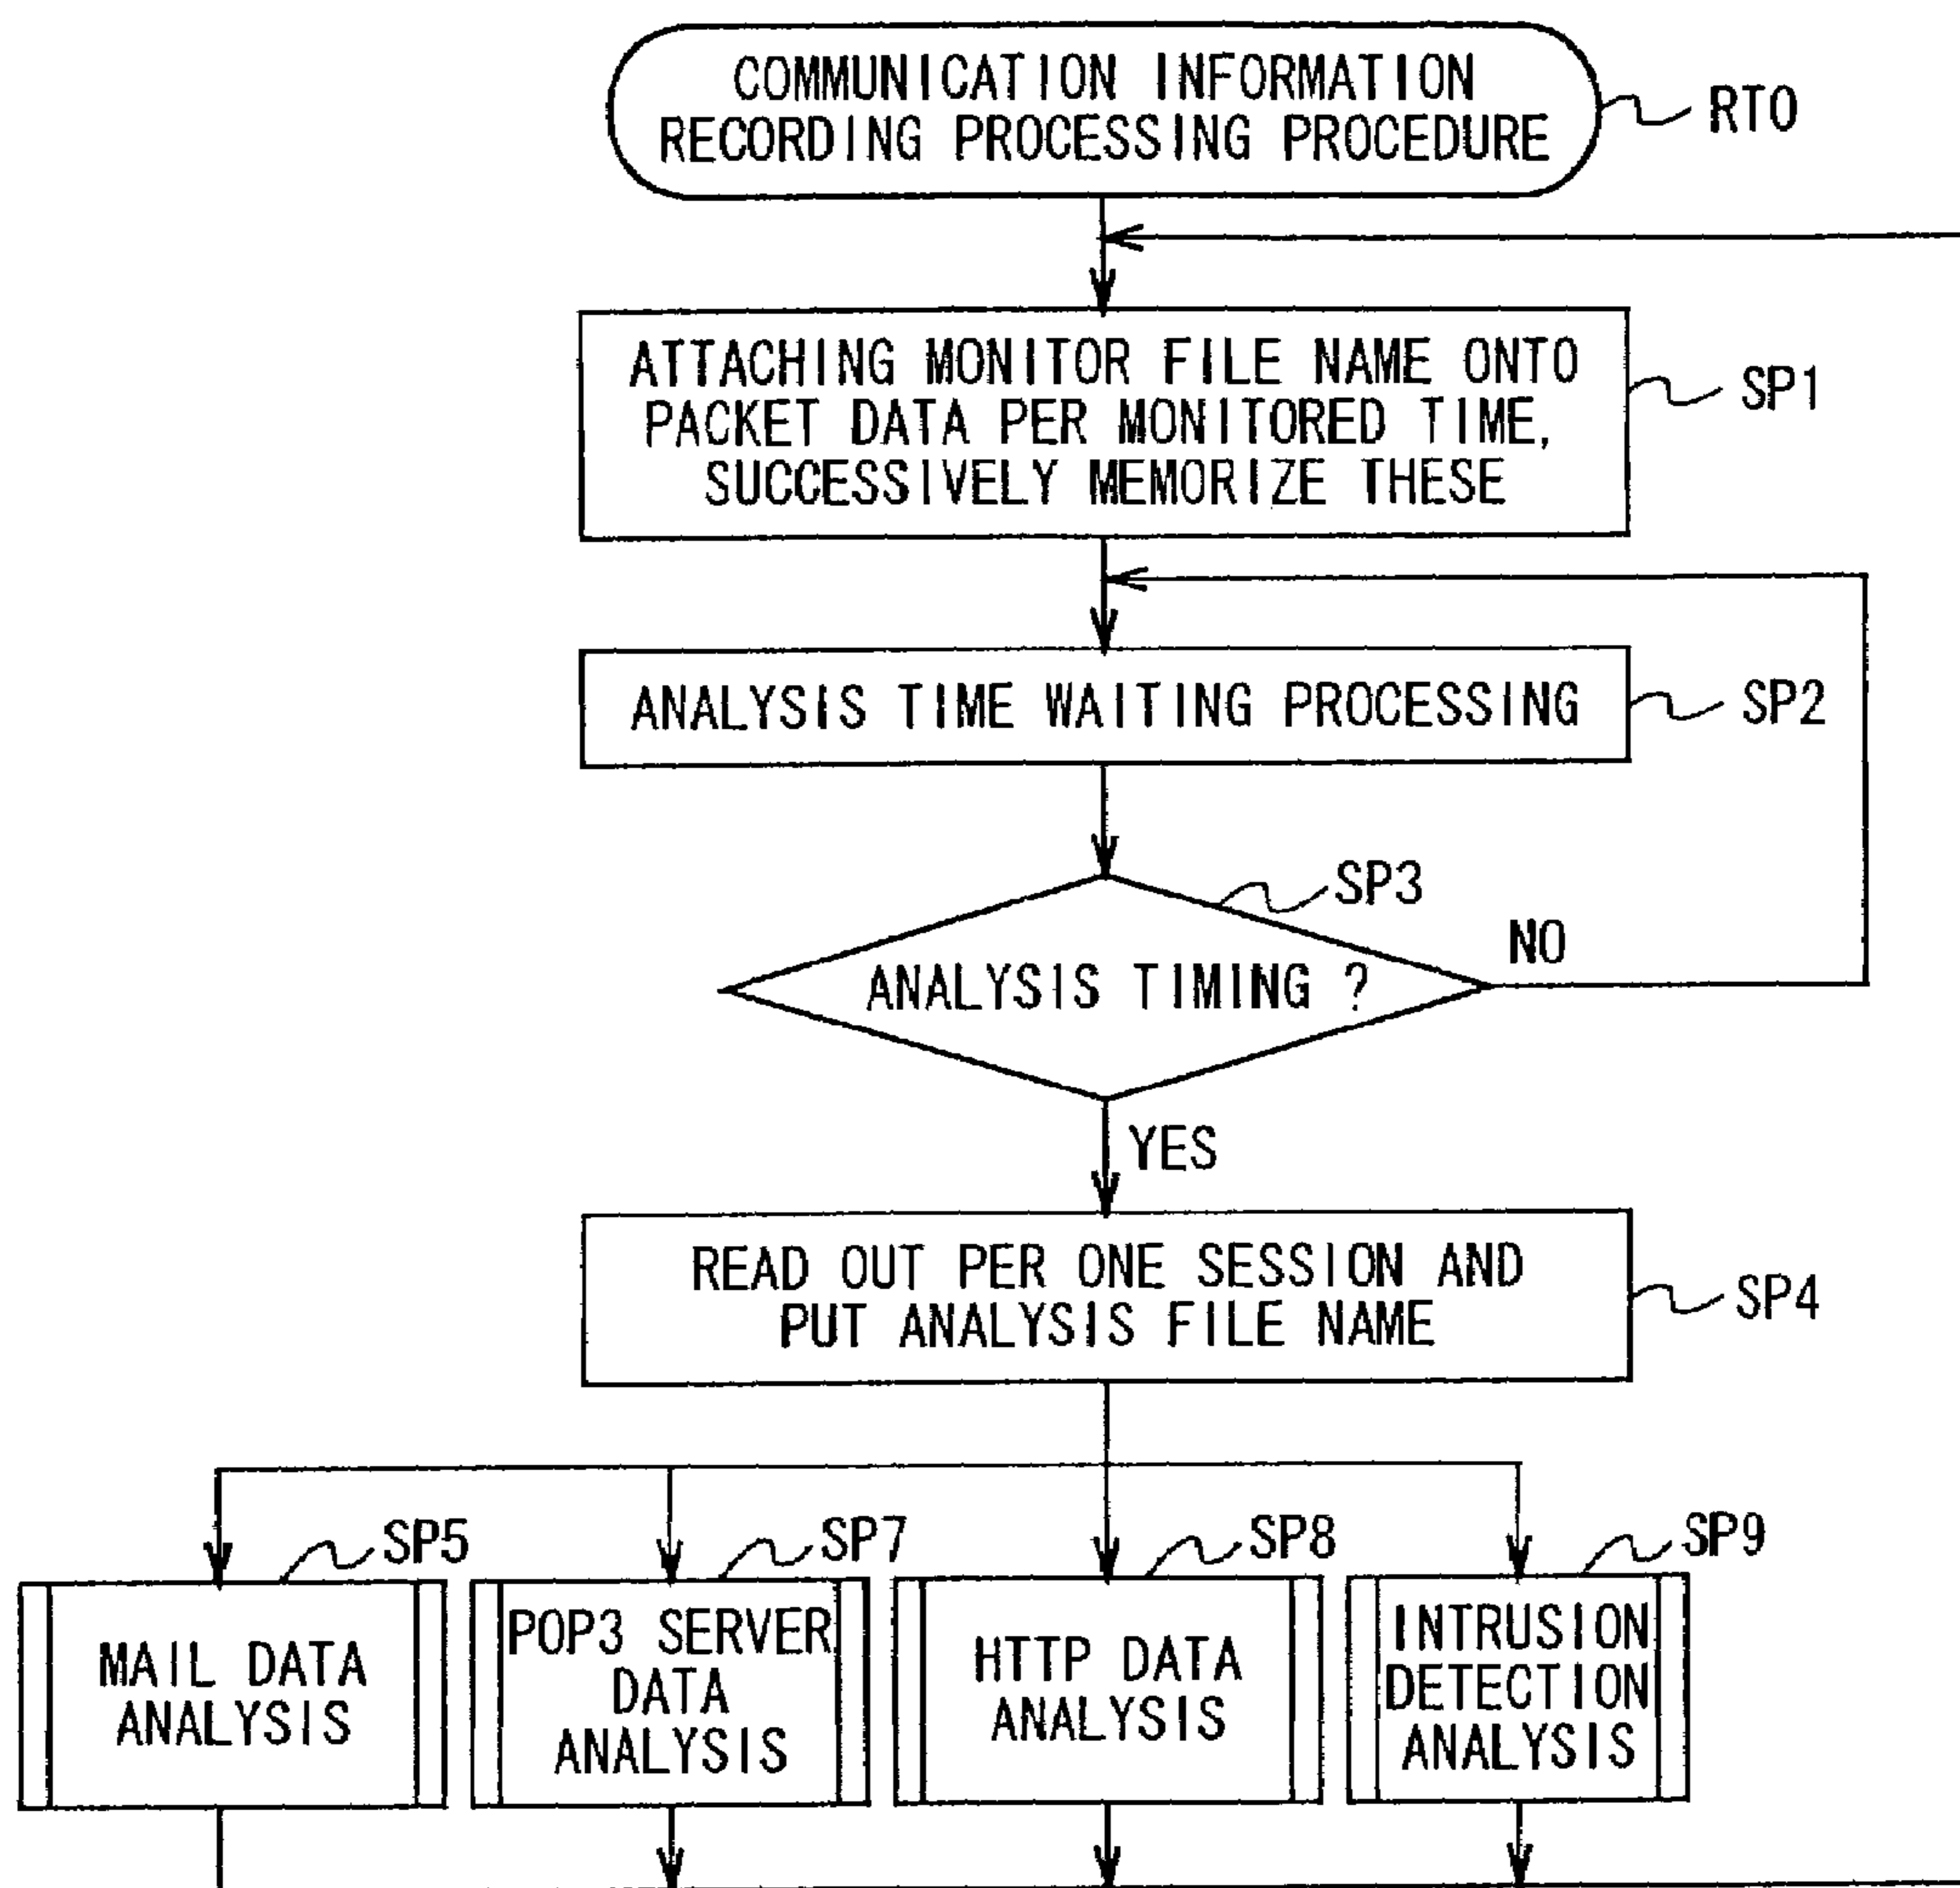 COMMUNICATION INFORMATION
RECORDING PROCESSING PROCEDURE
RT0
ATTACHING MONITOR FILE NAME ONTO
PACKET DATA PER MONITORED TIME,
SUCCESSIVELY MEMORIZE THESE
SP1
ANALYSIS TIME WAITING PROCESSING
SP2
SP3
ANALYSIS TIMING ?
NO
YES
READ OUT PER ONE SESSION AND
PUT ANALYSIS FILE NAME
SP4
SP5
MAIL DATA
ANALYSIS
SP7
POP3 SERVER
DATA
ANALYSIS
SP8
HTTP DATA
ANALYSIS
SP9
INTRUSION
DETECTION
ANALYSIS